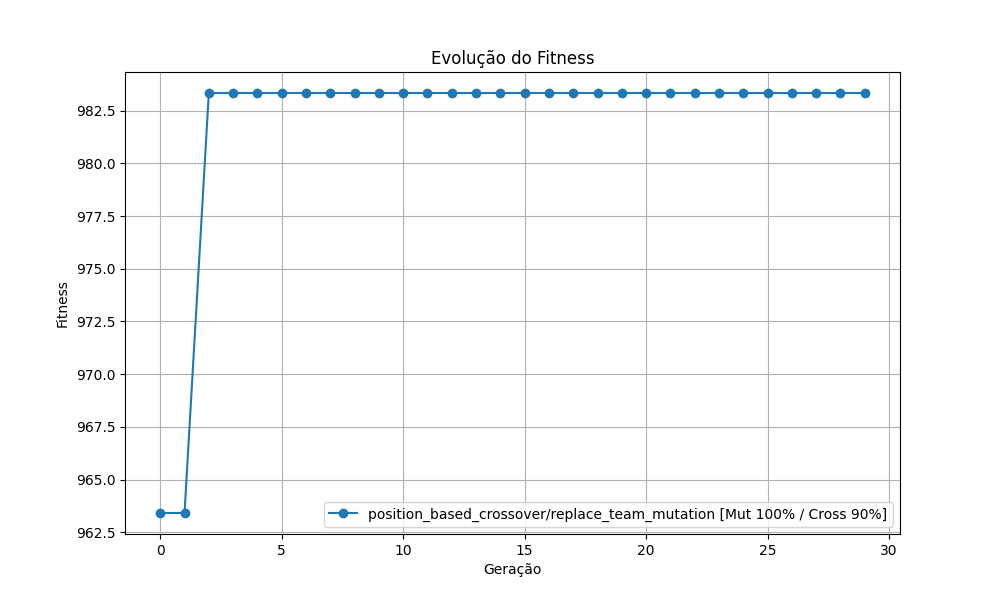 Evolução do Fitness
982.5
980.0
977.5
975.0
972.5
970.0
967.5
965.0
962.5
Fitness
position_based_crossover/replace_team_mutation [Mut 100% / Cross 90%]
0 5 10 15 20 25 30
Geração